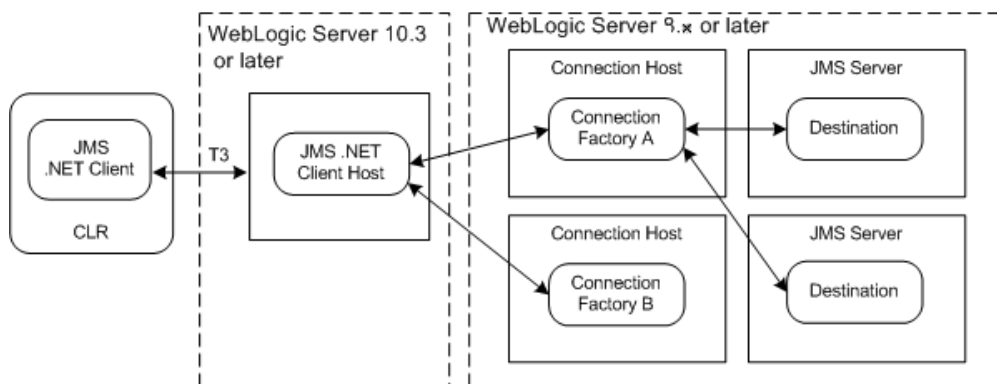 WebLogic Server 10.3
or later
WebLogic Server ٩.x or later
Connection Host
JMS Server
Connection
Factory A
Destination
JMS
.NET Client
T3
JMS .NET
Client Host
CLR
Connection Host
JMS Server
Connection
Factory B
Destination